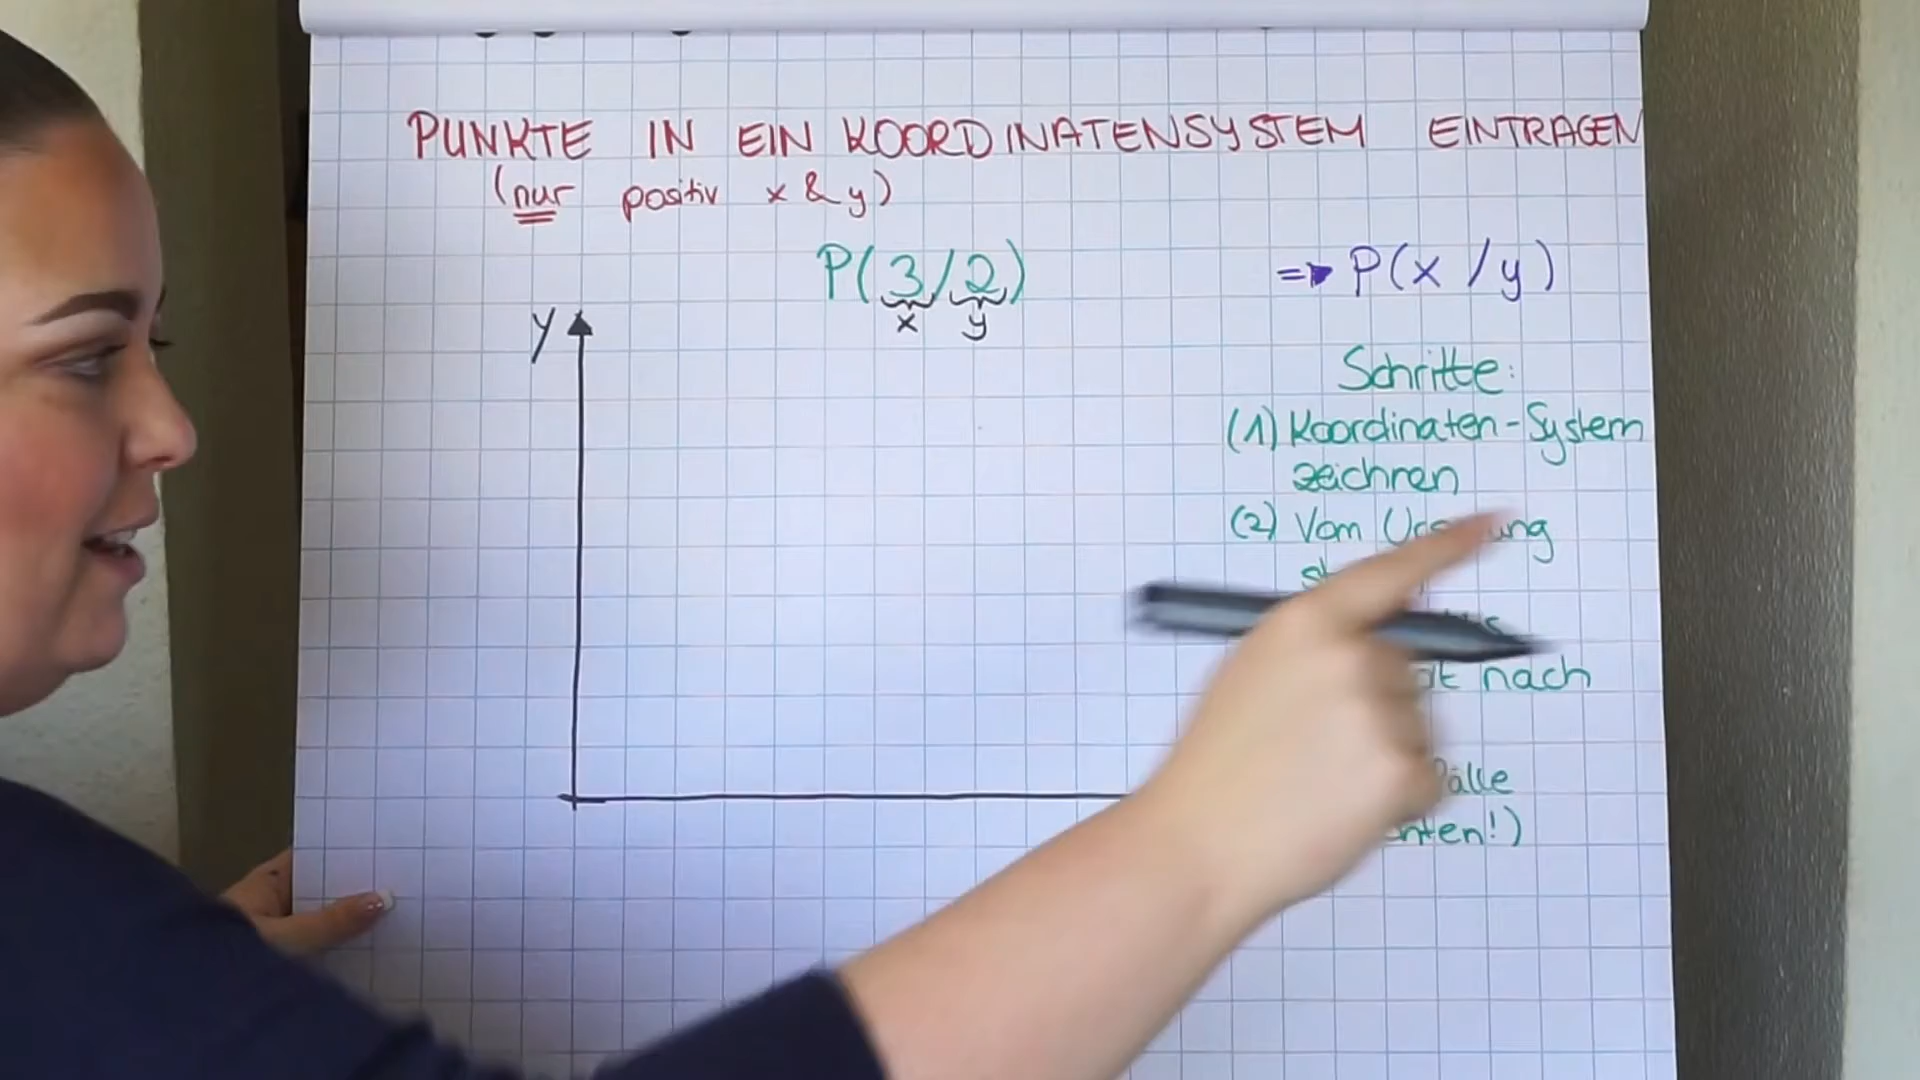 PUNKTE IN EIN KOORDINATENSYSTEM EINTRAGEN
(nur positiv x & y)
P(3/2)
x y
=> P(x/y)
y
Schritte:
(1) Koordinaten-System
zeichnen
(2) Vom
nach